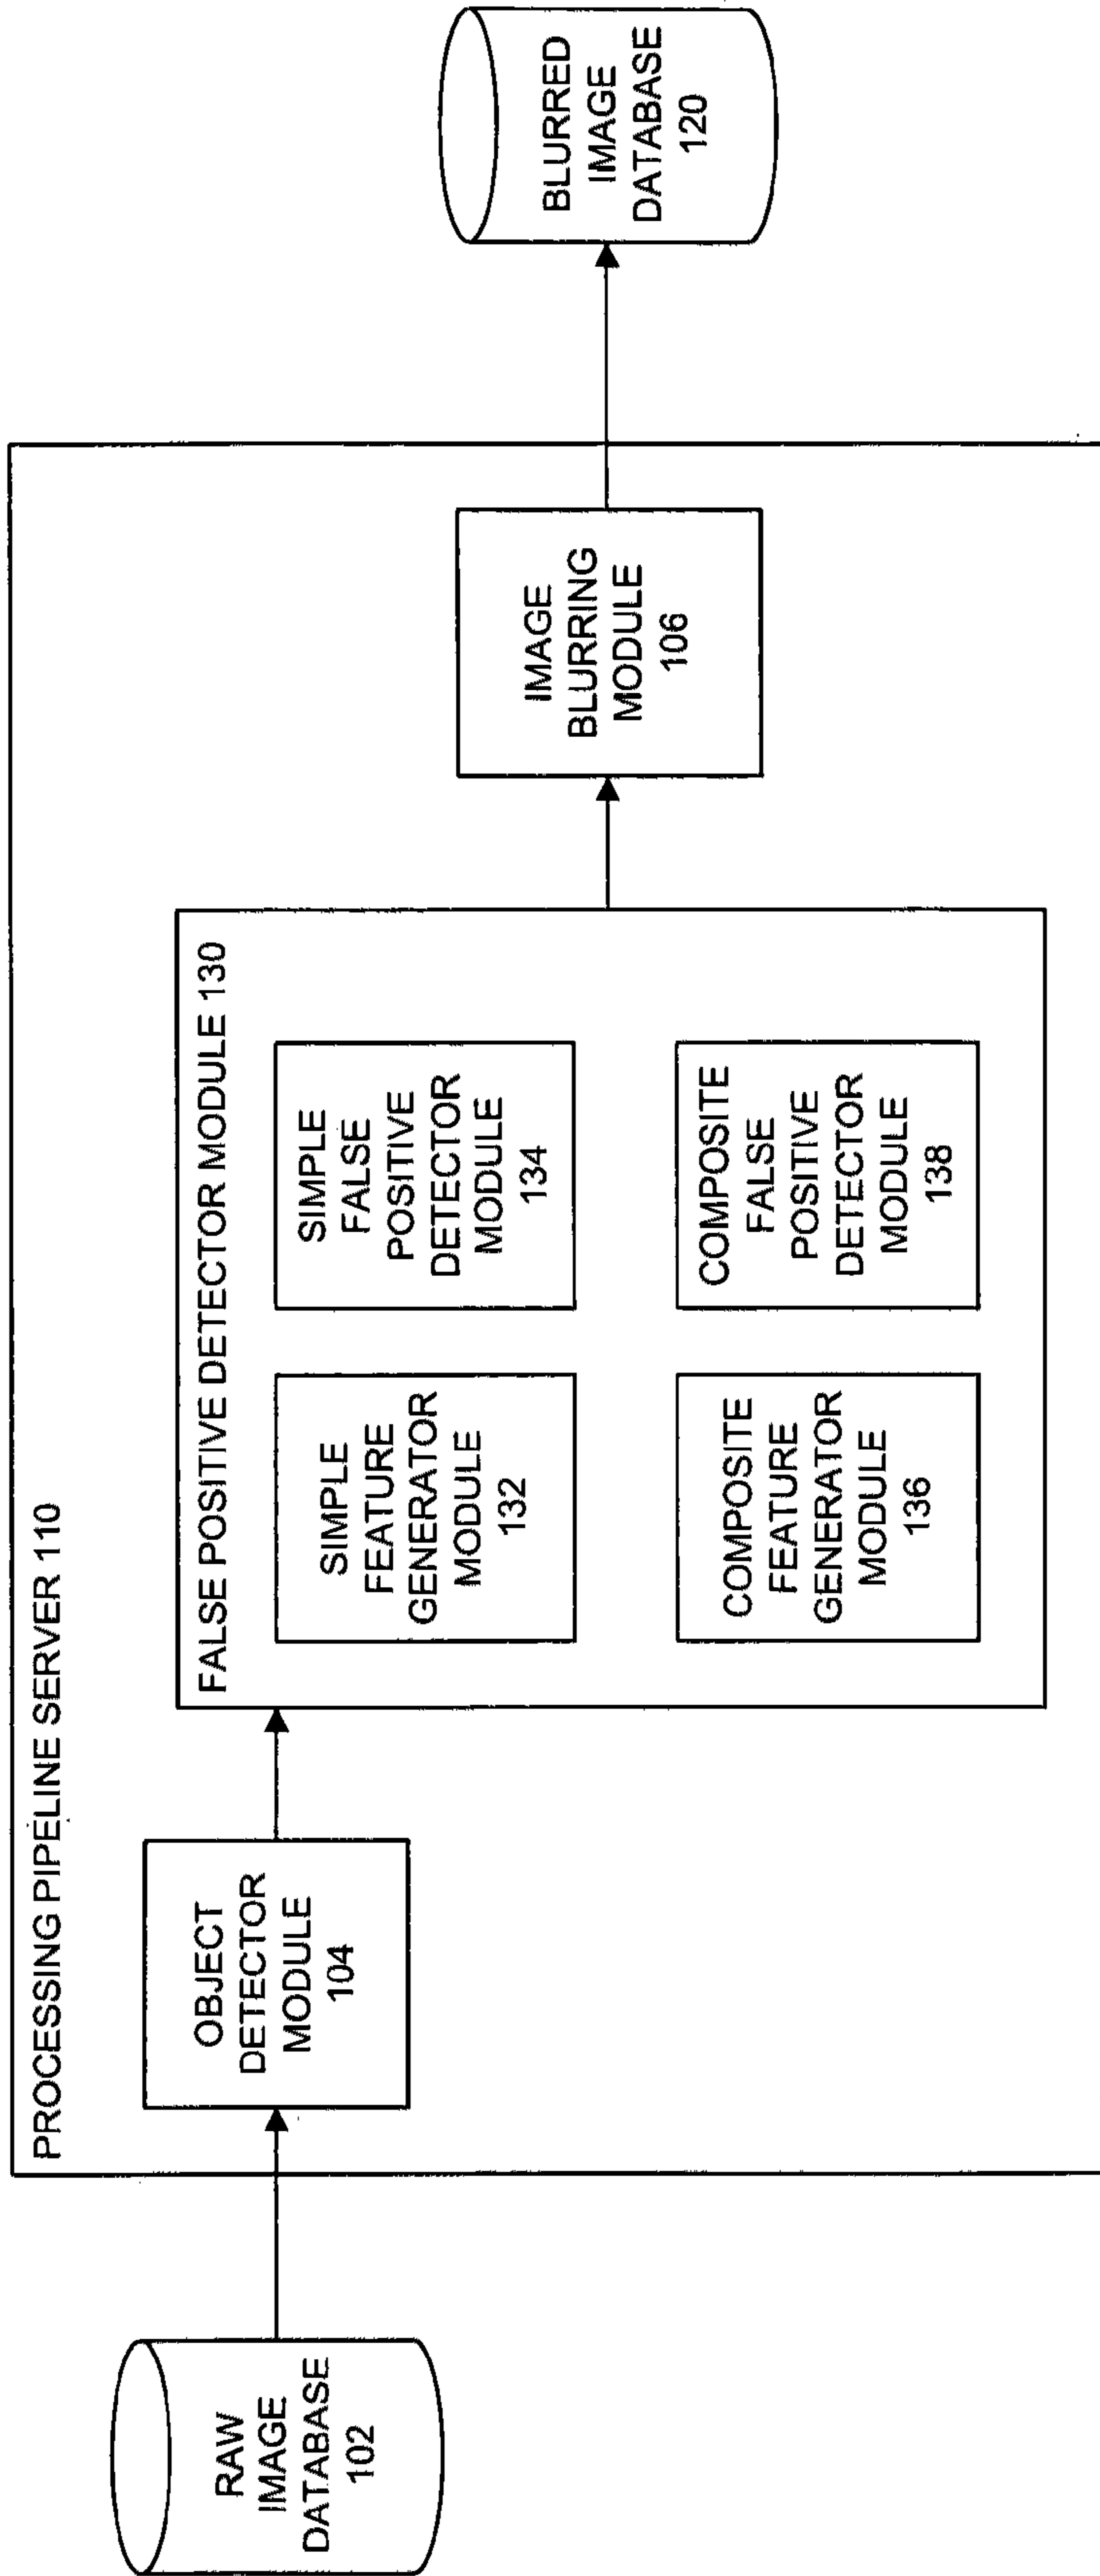 PROCESSING PIPELINE SERVER 110
RAW
IMAGE
DATABASE
102
OBJECT
DETECTOR
MODULE
104
FALSE POSITIVE DETECTOR MODULE 130
SIMPLE
FEATURE
GENERATOR
MODULE
132
SIMPLE
FALSE
POSITIVE
DETECTOR
MODULE
134
COMPOSITE
FEATURE
GENERATOR
MODULE
136
COMPOSITE
FALSE
POSITIVE
DETECTOR
MODULE
138
IMAGE
BLURRING
MODULE
106
BLURRED
IMAGE
DATABASE
120